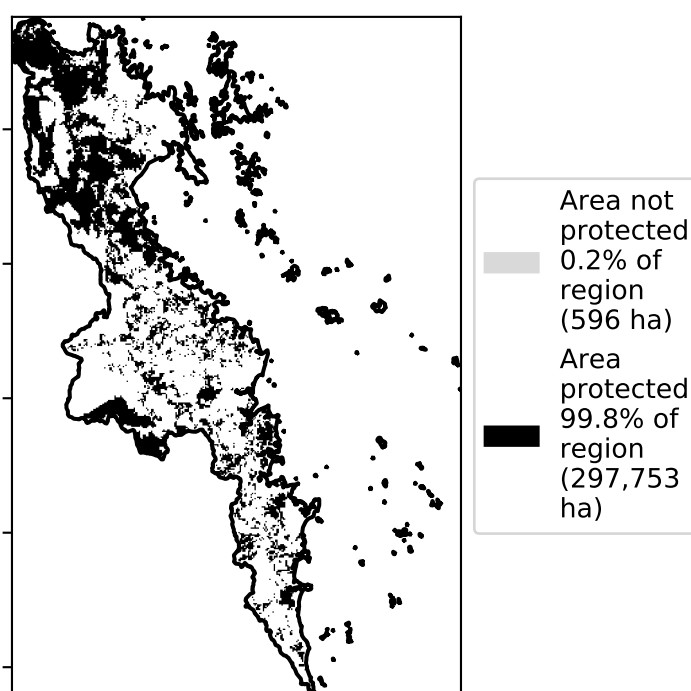 Area not
protected
0.2% of
region
(596 ha)
Area
protected
99.8% of
region
(297,753
ha)